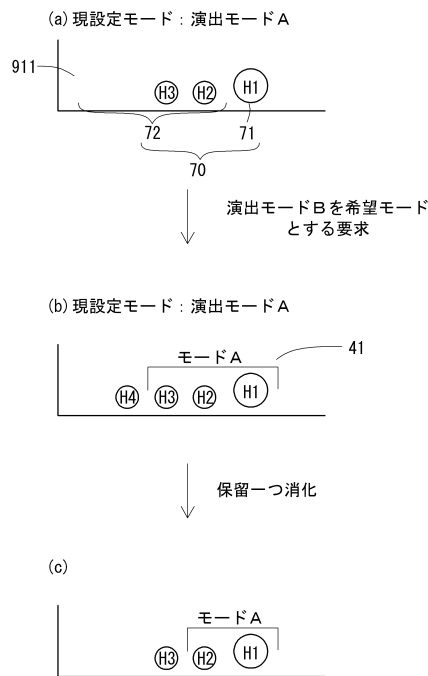 (a) 現設定モード：演出モードA
911
H3 H2 H1
72 71
70
演出モードBを希望モード
とする要求
(b) 現設定モード：演出モードA
モードA 41
H4 H3 H2 H1
保留一つ消化
(c)
モードA
H3 H2 H1